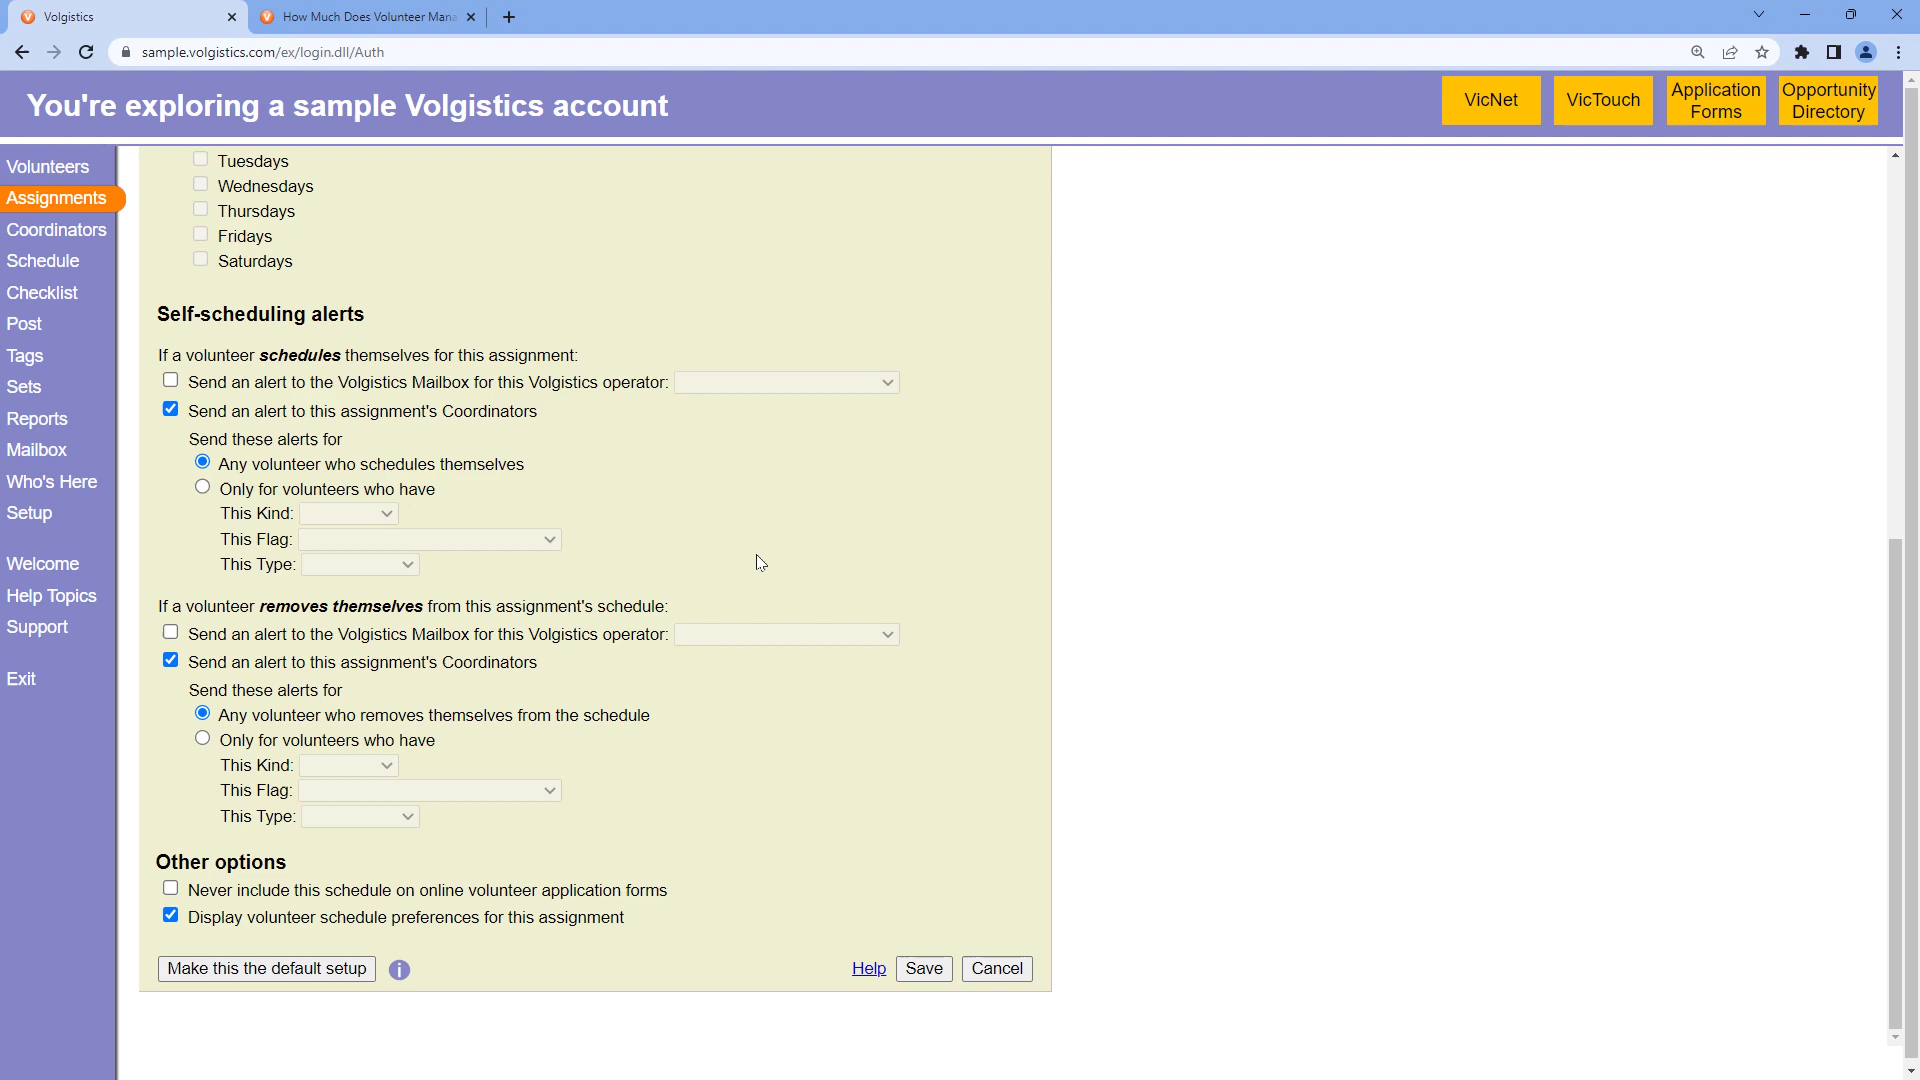 Volgistics
How Much Does Volunteer Mana
sample.volgistics.com/ex/login.dll/Auth
You're exploring a sample Volgistics account
VicNet
VicTouch
Application Forms
Opportunity Directory
Volunteers
Assignments
Coordinators
Schedule
Checklist
Post
Tags
Sets
Reports
Mailbox
Who's Here
Setup
Welcome
Help Topics
Support
Exit
Tuesdays
Wednesdays
Thursdays
Fridays
Saturdays
Self-scheduling alerts
If a volunteer schedules themselves for this assignment:
Send an alert to the Volgistics Mailbox for this Volgistics operator:
Send an alert to this assignment's Coordinators
Send these alerts for
Any volunteer who schedules themselves
Only for volunteers who have
This Kind:
This Flag:
This Type:
If a volunteer removes themselves from this assignment's schedule:
Send an alert to the Volgistics Mailbox for this Volgistics operator:
Send an alert to this assignment's Coordinators
Send these alerts for
Any volunteer who removes themselves from the schedule
Only for volunteers who have
This Kind:
This Flag:
This Type:
Other options
Never include this schedule on online volunteer application forms
Display volunteer schedule preferences for this assignment
Make this the default setup
i
Help
Save
Cancel